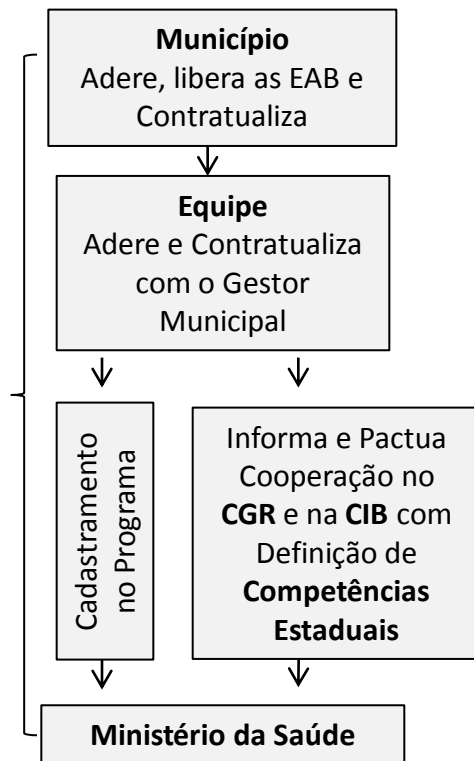 Município
Adere, libera as EAB e
Contratualiza
Equipe
Adere e Contratualiza
com o Gestor
Municipal
Cadastramento
no Programa
Informa e Pactua
Cooperação no
CGR e na CIB com
Definição de
Competências
Estaduais
Ministério da Saúde